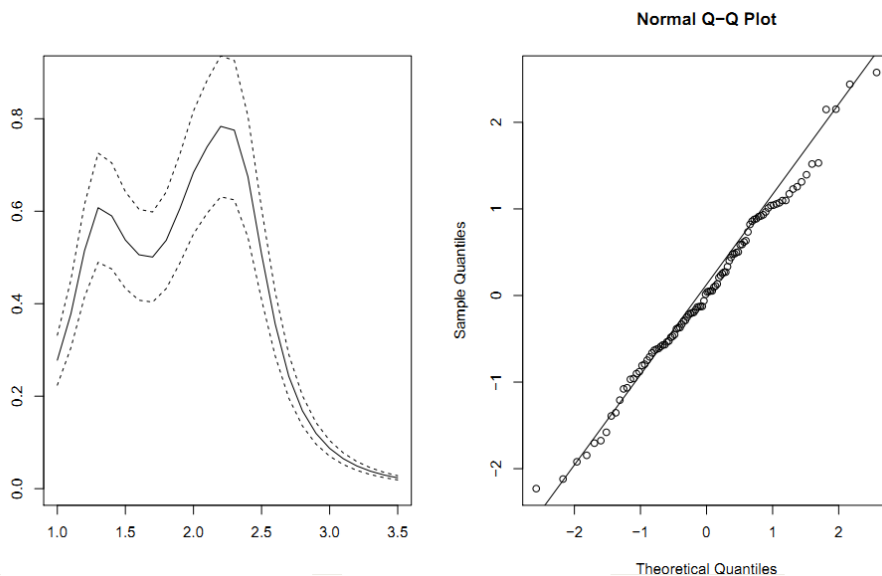 Normal Q−Q Plot
0.8
0.6
0.4
0.2
0.0
1.0 1.5 2.0 2.5 3.0 3.5
Sample Quantiles
2
1
0
−1
−2
−2 −1 0 1 2
Theoretical Quantiles